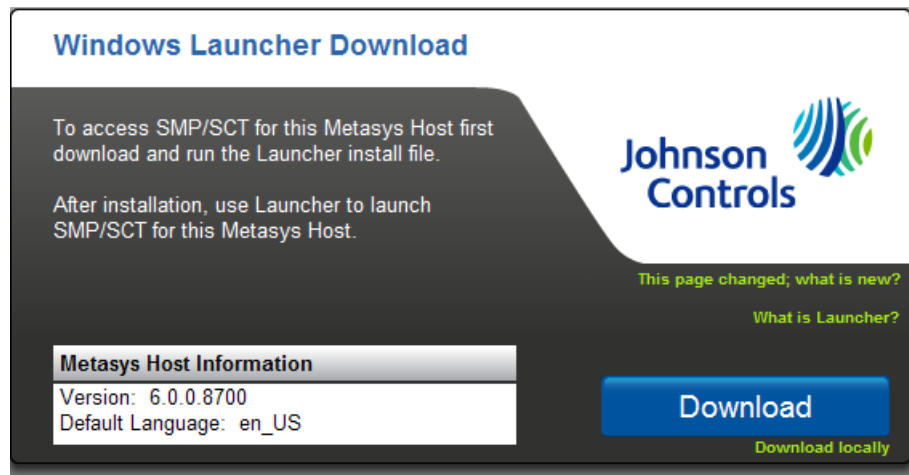 Windows Launcher Download
To access SMP/SCT for this Metasys Host first
download and run the Launcher install file.
After installation, use Launcher to launch
SMP/SCT for this Metasys Host.
Johnson
Controls
This page changed; what is new?
What is Launcher?
Metasys Host Information
Version: 6.0.0.8700
Default Language: en_US
Download
Download locally